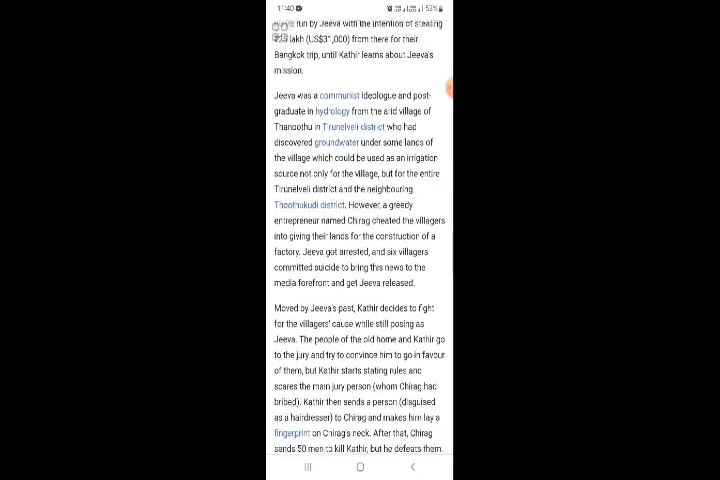 11:40
53%
run by Jeeva with the intention of stealing
lakh (US$31,000) from there for their
Bangkok trip, until Kathir learns about Jeeva's
mission.
Jeeva was a communist ideologue and post-
graduate in hydrology from the arid village of
Thanoothu in Tirunelveli district who had
discovered groundwater under some lands of
the village which could be used as an irrigation
source not only for the village, but for the entire
Tirunelveli district and the neighbouring
Thoothukudi district. However, a greedy
entrepreneur named Chirag cheated the villagers
into giving their lands for the construction of a
factory. Jeeva got arrested, and six villagers
committed suicide to bring this news to the
media forefront and get Jeeva released.
Moved by Jeeva's past, Kathir decides to fight
for the villagers' cause while still posing as
Jeeva. The people of the old home and Kathir go
to the jury and try to convince him to go in favour
of them, but Kathir starts stating rules and
scares the main jury person (whom Chirag had
bribed). Kathir then sends a person (disguised
as a hairdresser) to Chirag and makes him lay a
fingerprint on Chirag's neck. After that, Chirag
sends 50 men to kill Kathir, but he defeats them.